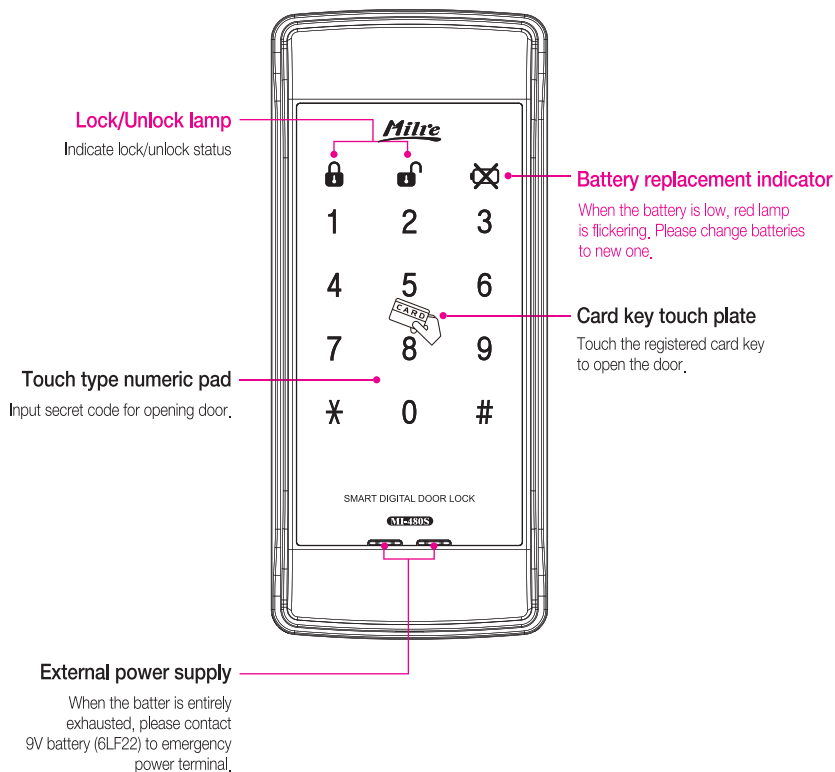 Lock/Unlock lamp
Indicate lock/unlock status
Milre
Battery replacement indicator
When the battery is low, red lamp
is flickering. Please change batteries
to new one.
1 2 3
4 5 6
CARD
Card key touch plate
Touch the registered card key
to open the door.
7 8 9
Touch type numeric pad
Input secret code for opening door.
* 0 #
SMART DIGITAL DOOR LOCK
MI-480S
External power supply
When the batter is entirely
exhausted, please contact
9V battery (6LF22) to emergency
power terminal.